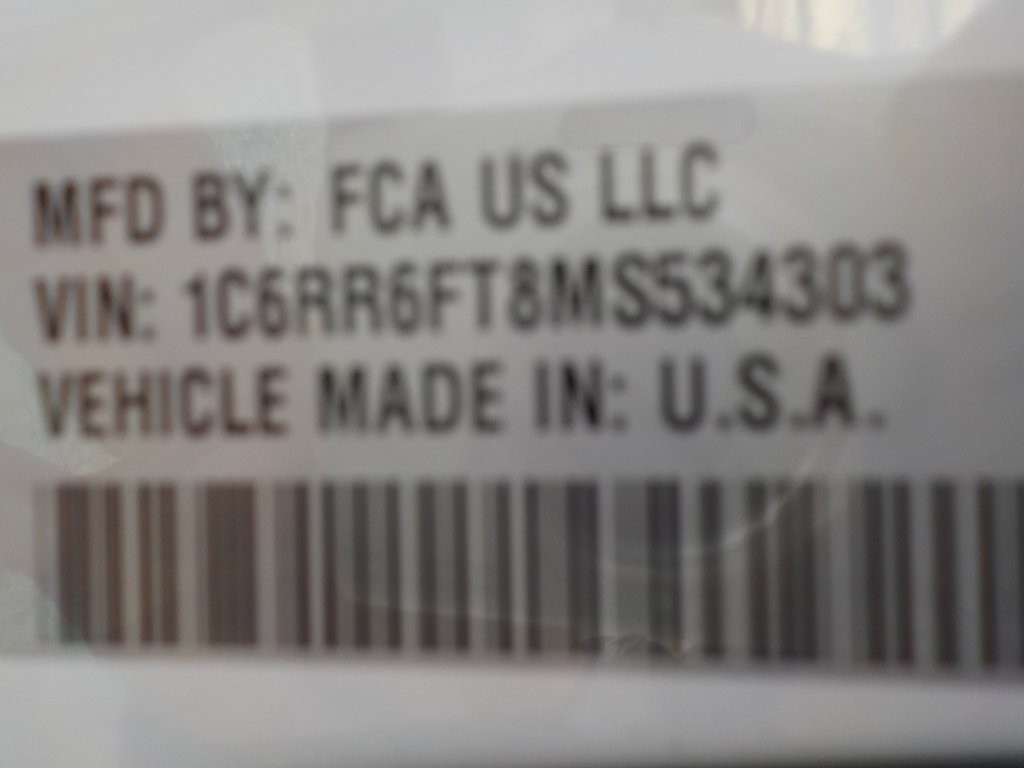 MFD BY: FCA US LLC
VIN: 1C6RR6FT8MS534303
VEHICLE MADE IN: U.S.A.